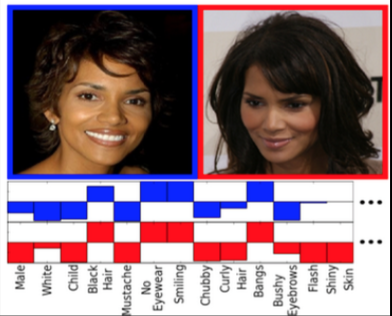 Male
White
Child
Black
Hair
Mustache
No
Eyewear
Smiling
Chubby
Curly
Hair
Bangs
Bushy
Eyebrows
Flash
Shiny
Skin